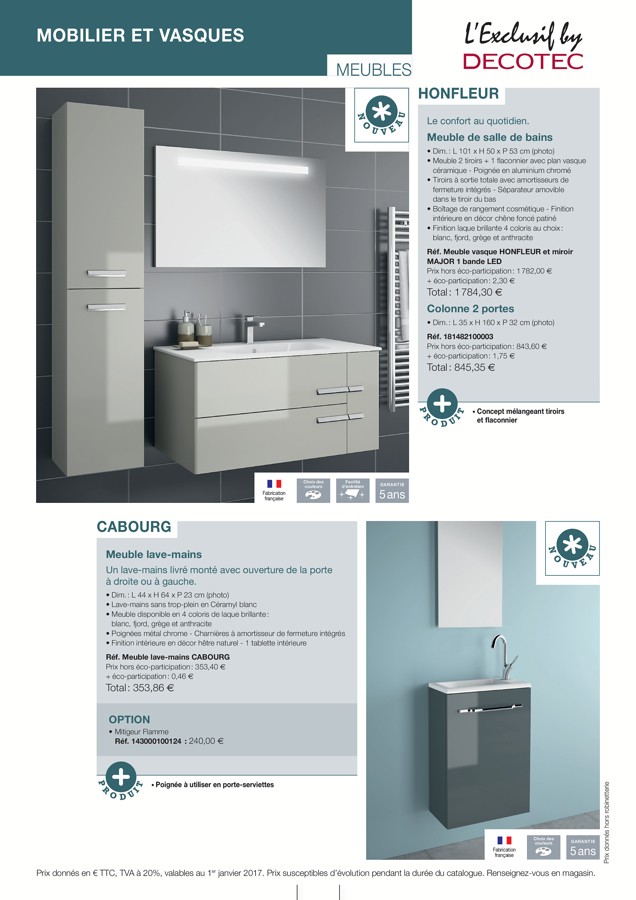 MOBILIER ET VASQUES
L'Exclusif by
DECOTEC
MEUBLES
NOUVEAU
HONFLEUR
Le confort au quotidien.
Meuble de salle de bains
• Dim. : L 101 x H 50 x P 53 cm (photo)
• Meuble 2 tiroirs + 1 flaconnier avec plan vasque
céramique - Poignée en aluminium chromé
• Tiroirs à sortie totale avec amortisseurs de
fermeture intégrés - Séparateur amovible
dans le tiroir du bas
• Boîtage de rangement cosmétique - Finition
intérieure en décor chêne foncé patiné
• Finition laque brillante 4 coloris au choix :
blanc, fjord, grège et anthracite
Réf. Meuble vasque HONFLEUR et miroir
MAJOR 1 bande LED
Prix hors éco-participation : 1 782,00 €
+ éco-participation : 2,30 €
Total : 1 784,30 €
Colonne 2 portes
• Dim. : L 35 x H 160 x P 32 cm (photo)
Réf. 181482100003
Prix hors éco-participation : 843,60 €
+ éco-participation : 1,75 €
Total : 845,35 €
PRODUIT
• Concept mélangeant tiroirs
et flaconnier
Fabrication
française
Choix des
couleurs
Facilité
d'entretien
GARANTIE
5 ans
CABOURG
Meuble lave-mains
Un lave-mains livré monté avec ouverture de la porte
à droite ou à gauche.
• Dim. : L 44 x H 64 x P 23 cm (photo)
• Lave-mains sans trop-plein en Céramyl blanc
• Meuble disponible en 4 coloris de laque brillante :
blanc, fjord, grège et anthracite
• Poignées métal chrome - Charnières à amortisseur de fermeture intégrés
• Finition intérieure en décor hêtre naturel - 1 tablette intérieure
Réf. Meuble lave-mains CABOURG
Prix hors éco-participation : 353,40 €
+ éco-participation : 0,46 €
Total : 353,86 €
OPTION
• Mitigeur Flamme
Réf. 143000100124 : 240,00 €
PRODUIT
• Poignée à utiliser en porte-serviettes
NOUVEAU
Fabrication
française
Choix des
couleurs
GARANTIE
5 ans
Prix donnés hors robinetterie
Prix donnés en € TTC, TVA à 20%, valables au 1er janvier 2017. Prix susceptibles d'évolution pendant la durée du catalogue. Renseignez-vous en magasin.